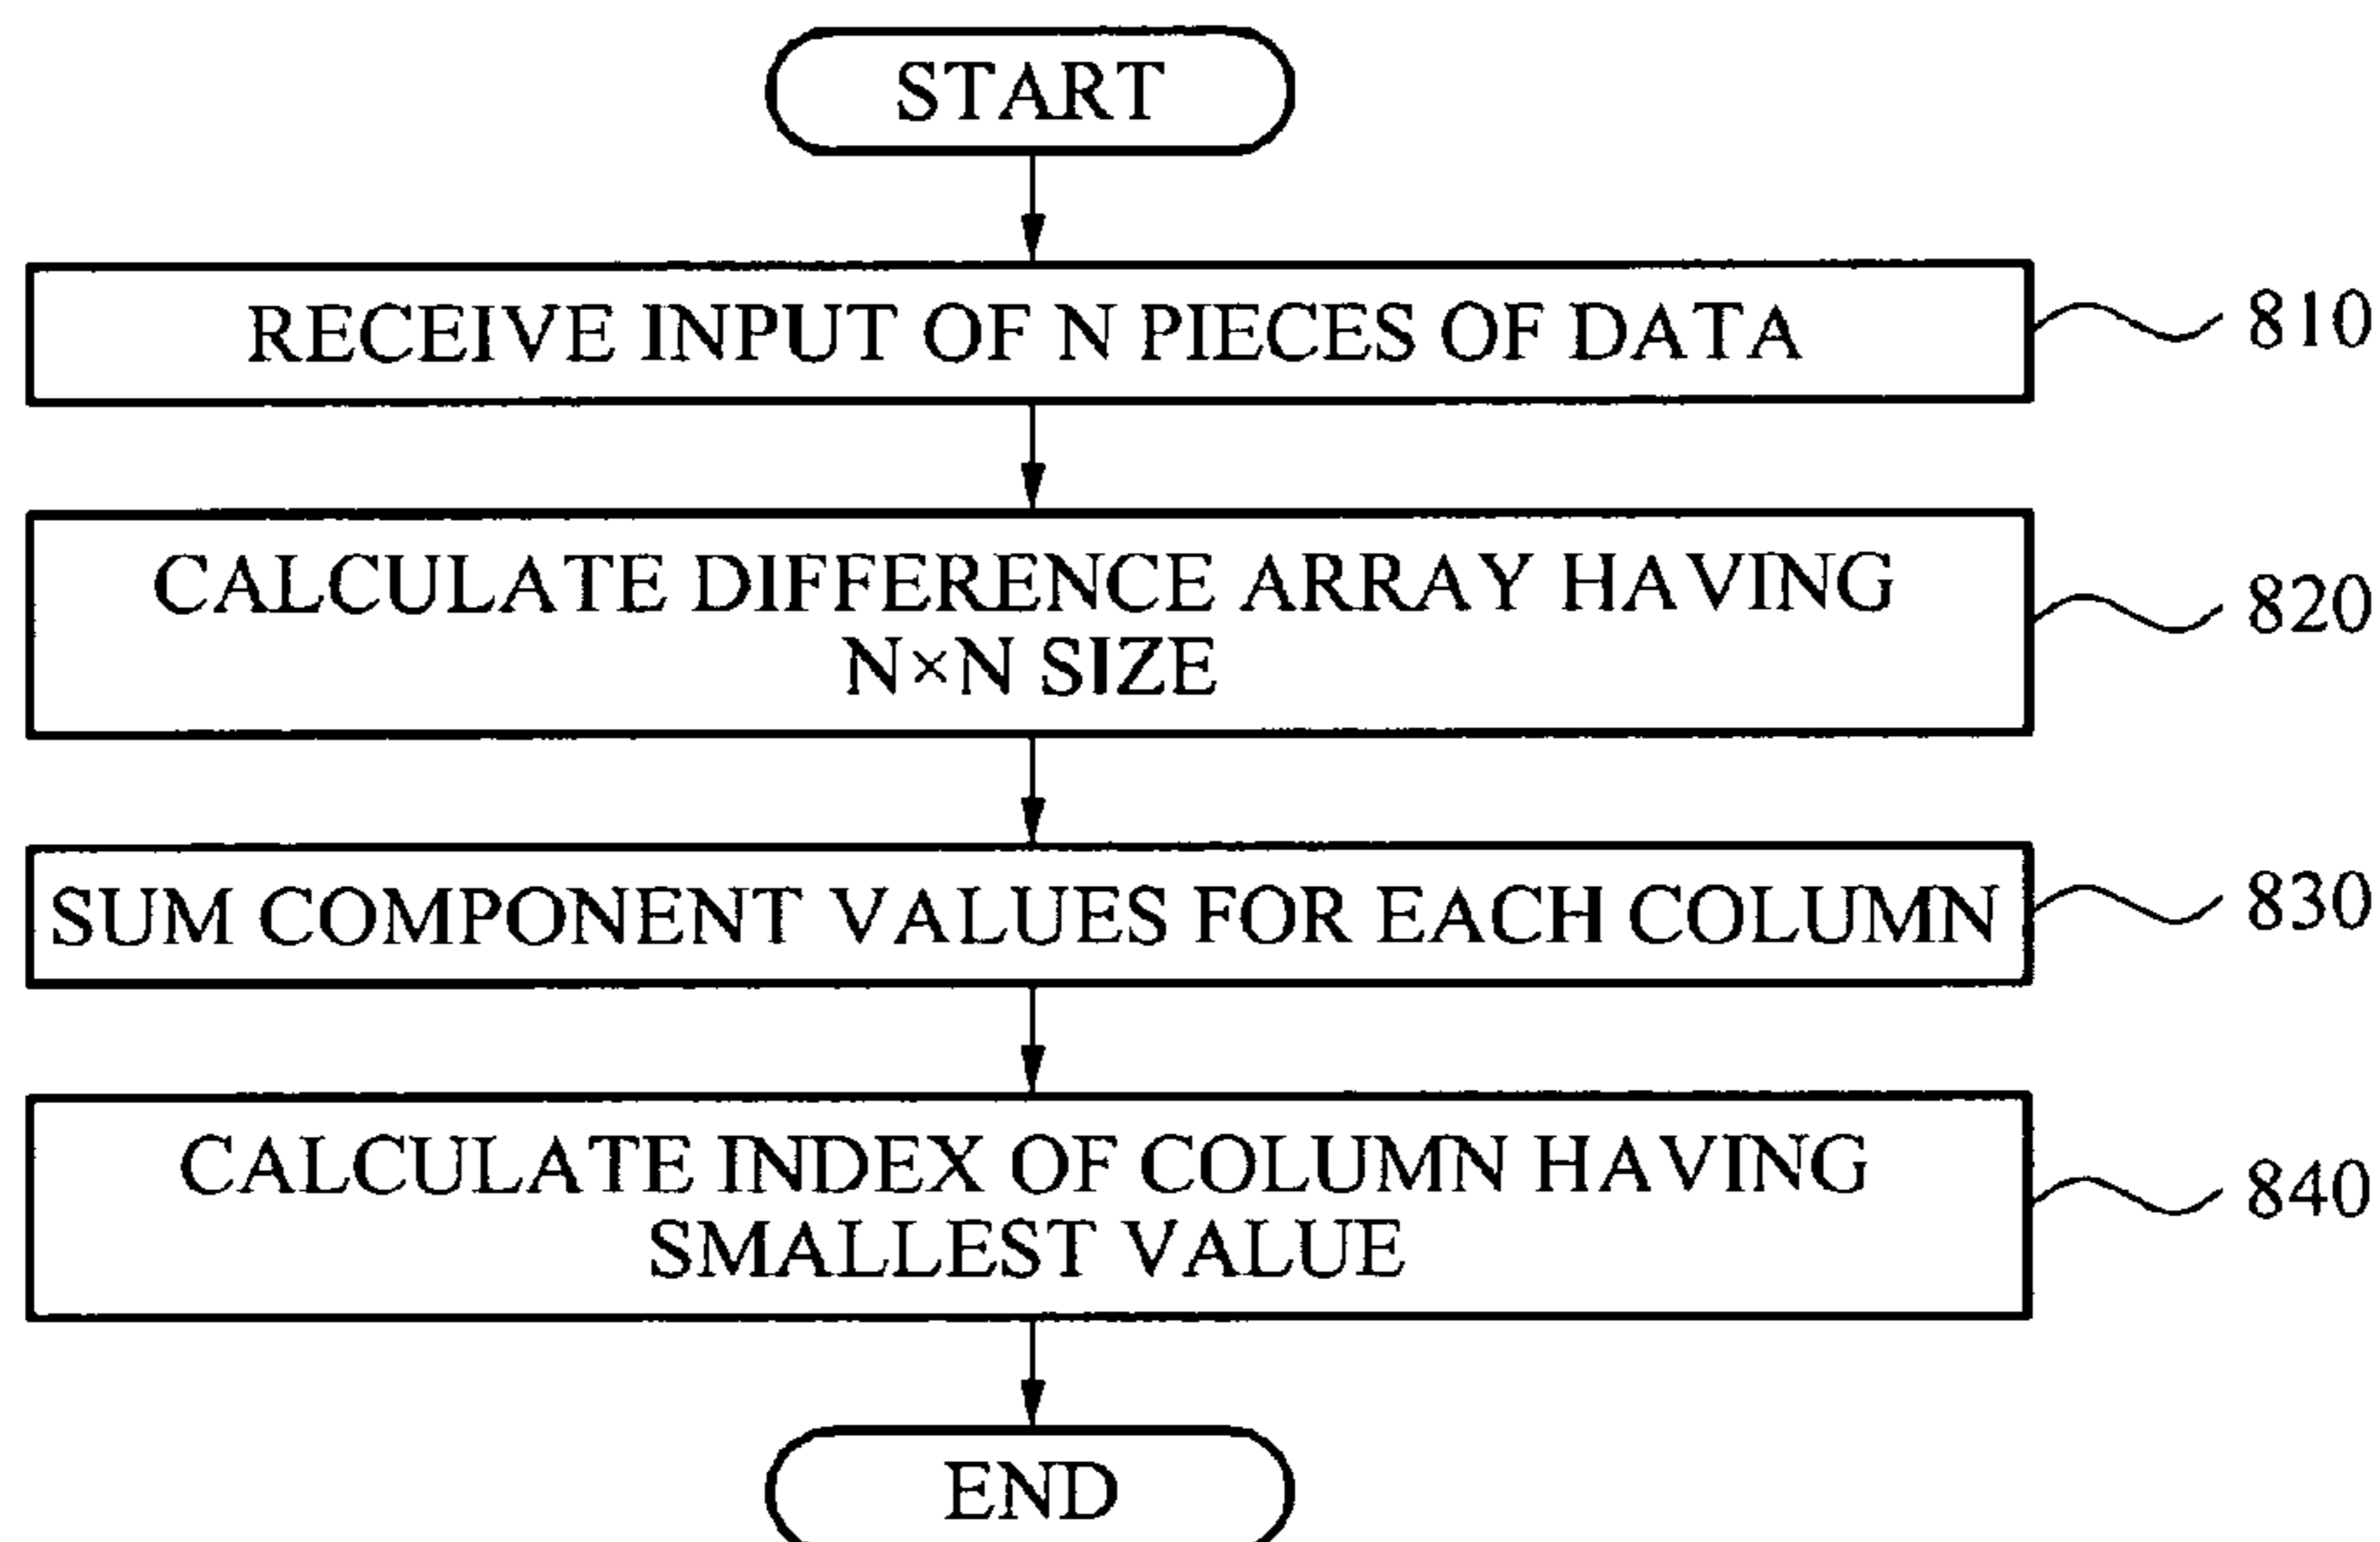 START
RECEIVE INPUT OF N PIECES OF DATA
810
CALCULATE DIFFERENCE ARRAY HAVING
N×N SIZE
820
SUM COMPONENT VALUES FOR EACH COLUMN
830
CALCULATE INDEX OF COLUMN HAVING
SMALLEST VALUE
840
END